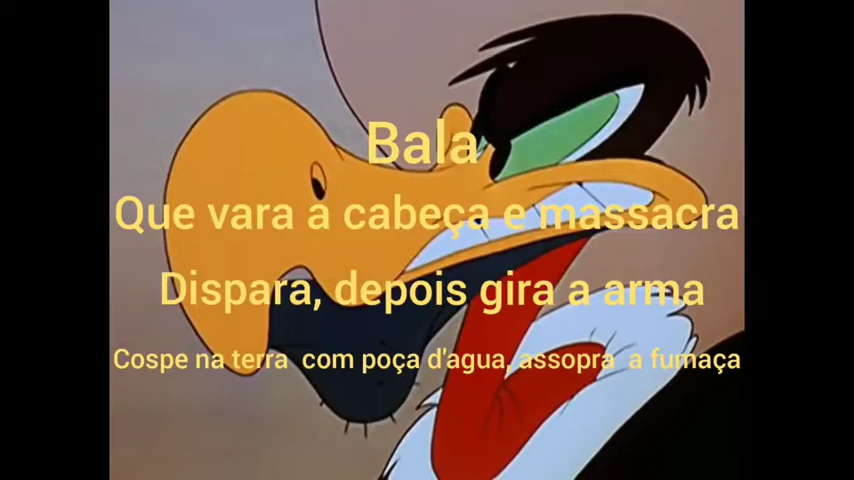 Bala
Que vara a cabeça e massacra
Dispara, depois gira a arma
Cospe na terra com poça d'agua, assopra a fumaça